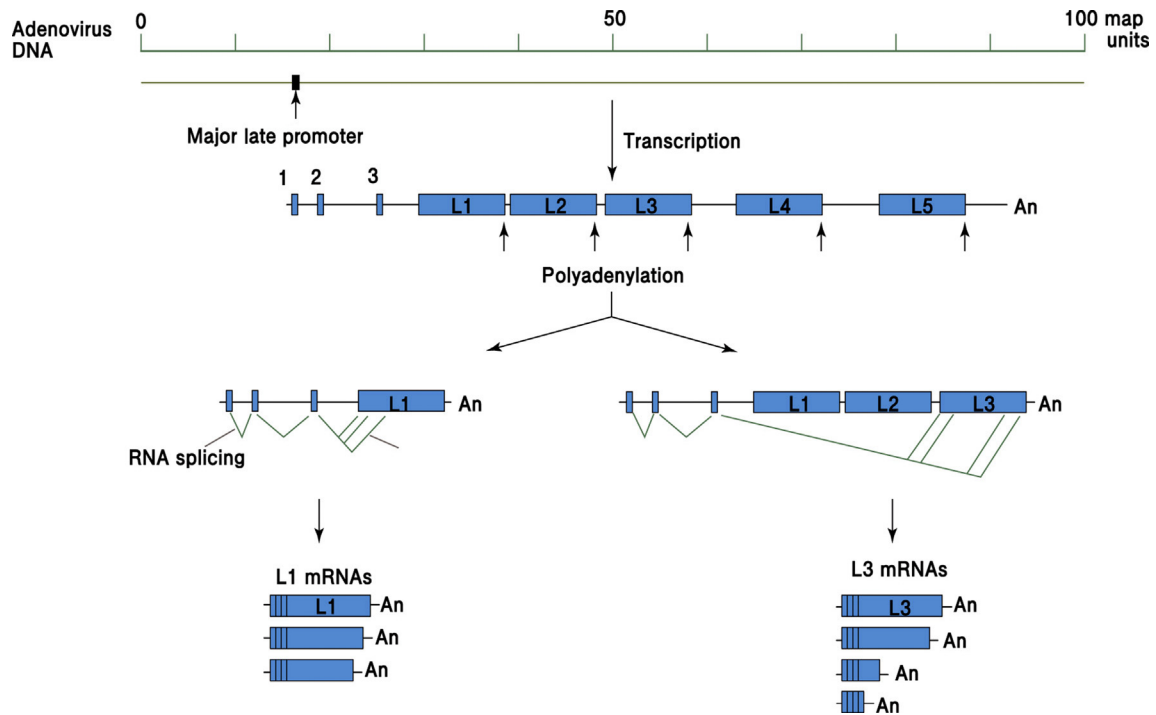 Adenovirus DNA
0 50 100 map units
Major late promoter
Transcription
1 2 3
L1 L2 L3 L4 L5 An
Polyadenylation
L1 An
L1 L2 L3 An
RNA splicing
L1 mRNAs
L1 An
An
An
L3 mRNAs
L3 An
An
An
An